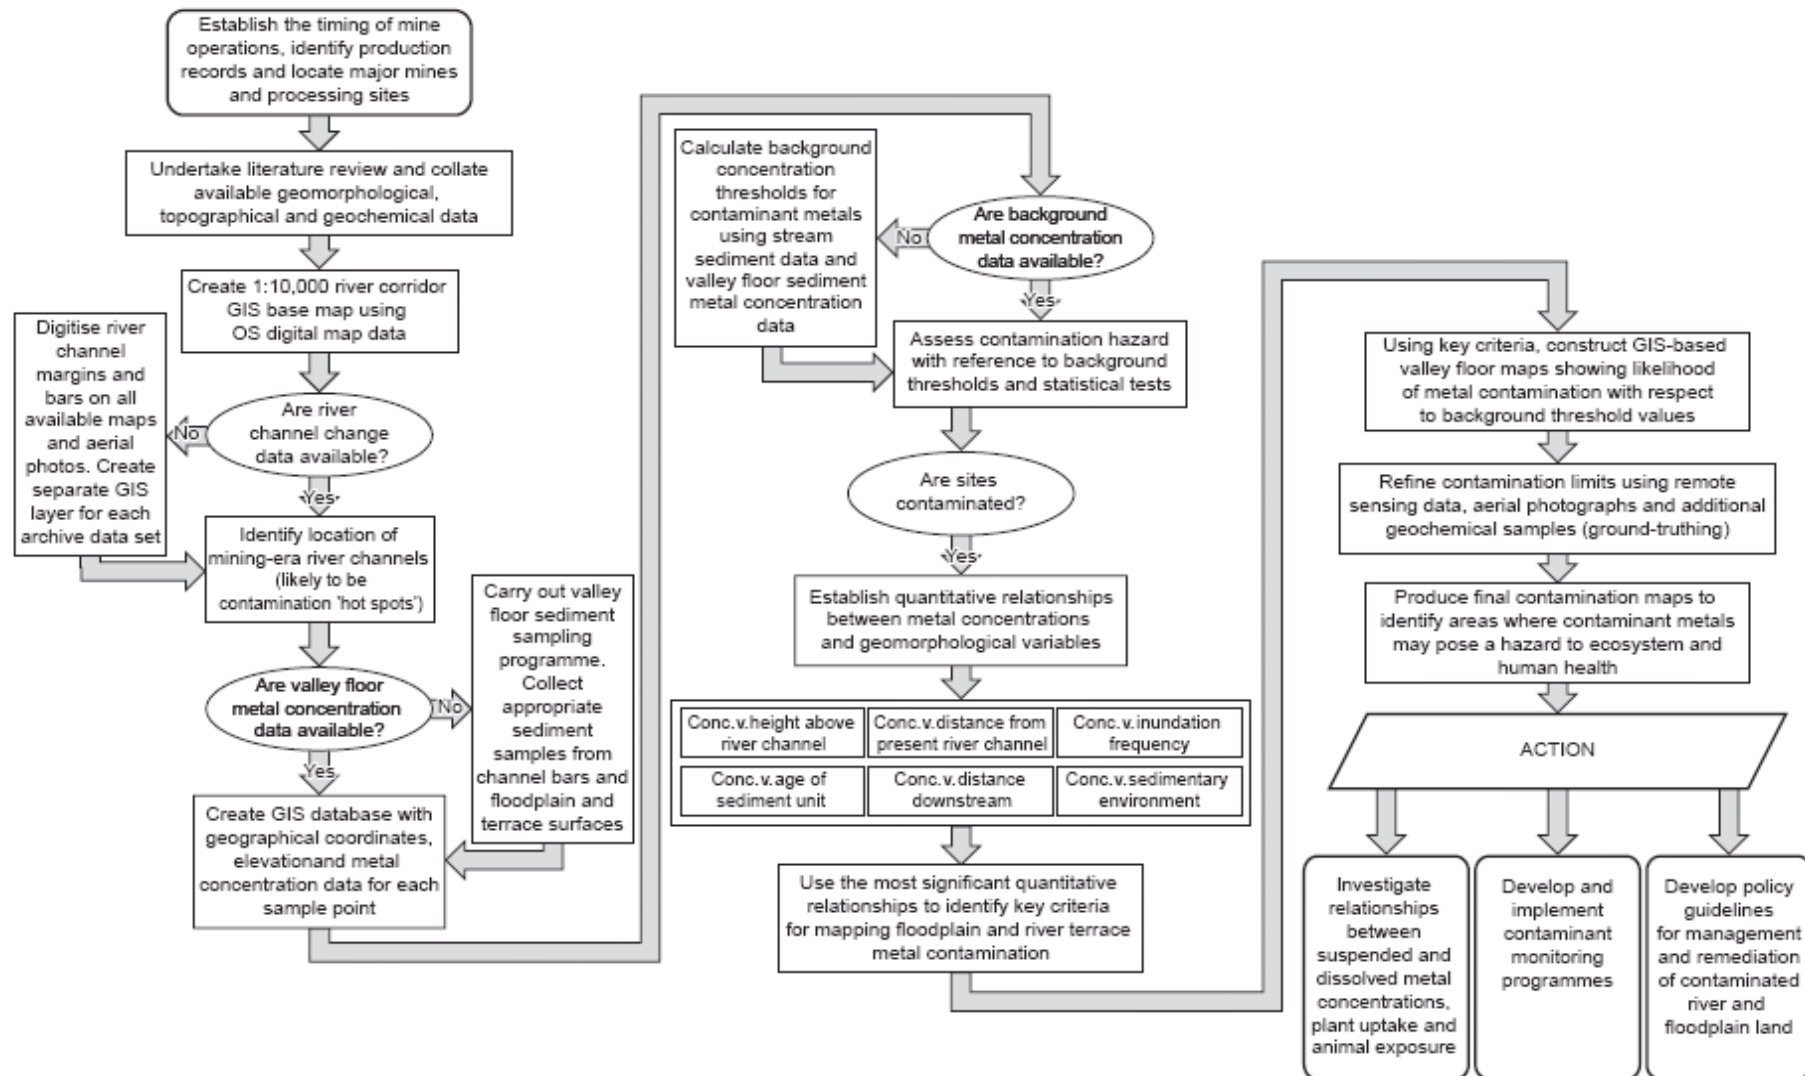 Establish the timing of mine
operations, identify production
records and locate major mines
and processing sites
Undertake literature review and collate
available geomorphological,
topographical and geochemical data
Create 1:10,000 river corridor
GIS base map using
OS digital map data
Are river
channel change
data available?
No
Digitise river
channel
margins and
bars on all
available maps
and aerial
photos. Create
separate GIS
layer for each
archive data set
Yes
Identify location of
mining-era river channels
(likely to be
contamination 'hot spots')
Are valley floor
metal concentration
data available?
No
Carry out valley
floor sediment
sampling
programme.
Collect
appropriate
sediment
samples from
channel bars and
floodplain and
terrace surfaces
Yes
Create GIS database with
geographical coordinates,
elevationand metal
concentration data for each
sample point
Are background
metal concentration
data available?
No
Calculate background
concentration
thresholds for
contaminant metals
using stream
sediment data and
valley floor sediment
metal concentration
data
Yes
Assess contamination hazard
with reference to background
thresholds and statistical tests
Are sites
contaminated?
Yes
Establish quantitative relationships
between metal concentrations
and geomorphological variables
Conc.v.height above
river channel
Conc.v.distance from
present river channel
Conc.v.inundation
frequency
Conc.v.age of
sediment unit
Conc.v.distance
downstream
Conc.v.sedimentary
environment
Use the most significant quantitative
relationships to identify key criteria
for mapping floodplain and river terrace
metal contamination
Using key criteria, construct GIS-based
valley floor maps showing likelihood
of metal contamination with respect
to background threshold values
Refine contamination limits using remote
sensing data, aerial photographs and additional
geochemical samples (ground-truthing)
Produce final contamination maps to
identify areas where contaminant metals
may pose a hazard to ecosystem and
human health
ACTION
Investigate
relationships
between
suspended and
dissolved metal
concentrations,
plant uptake and
animal exposure
Develop and
implement
contaminant
monitoring
programmes
Develop policy
guidelines
for management
and remediation
of contaminated
river and
floodplain land